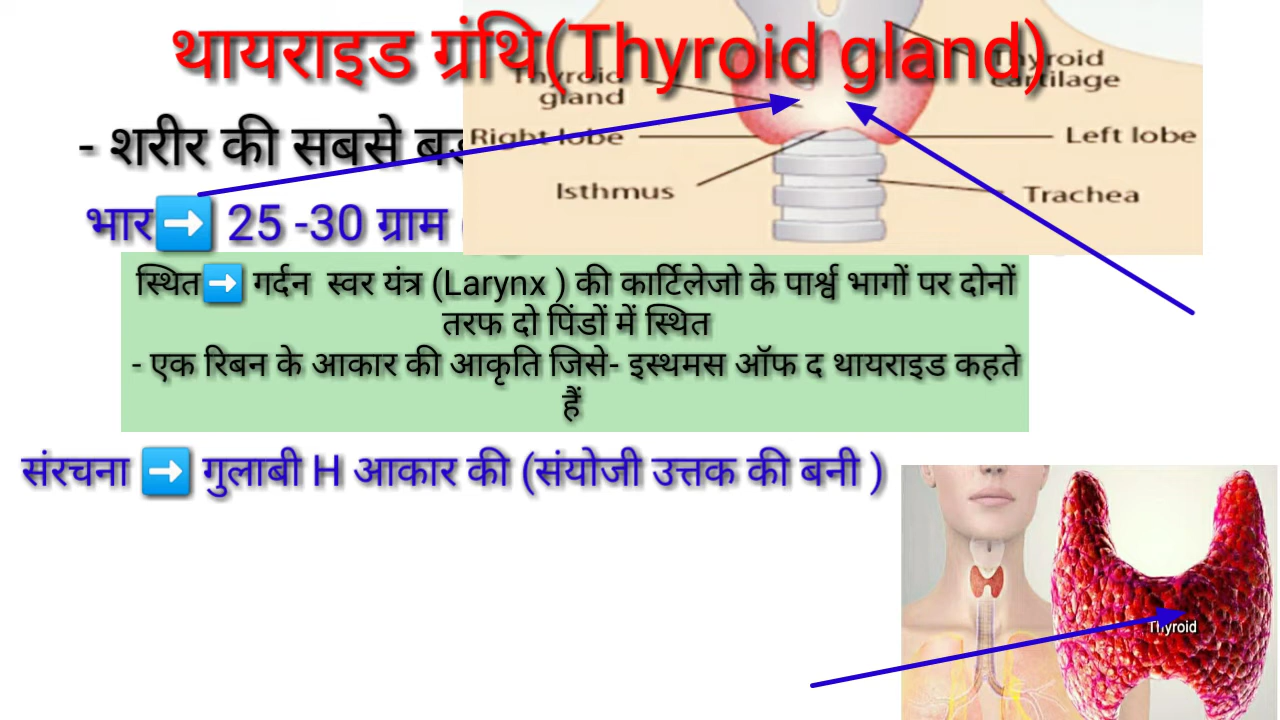 थायराइड ग्रंथि(Thyroid gland)
Thyroid gland
Thyroid cartilage
- शरीर की सबसे
Right lobe
Left lobe
Isthmus
Trachea
भार➡️ 25 -30 ग्राम (
स्थित➡️ गर्दन स्वर यंत्र (Larynx ) की कार्टिलेजो के पार्श्व भागों पर दोनों
तरफ दो पिंडों में स्थित
- एक रिबन के आकार की आकृति जिसे- इस्थमस ऑफ द थायराइड कहते
हैं
संरचना ➡️ गुलाबी H आकार की (संयोजी उत्तक की बनी )
Thyroid